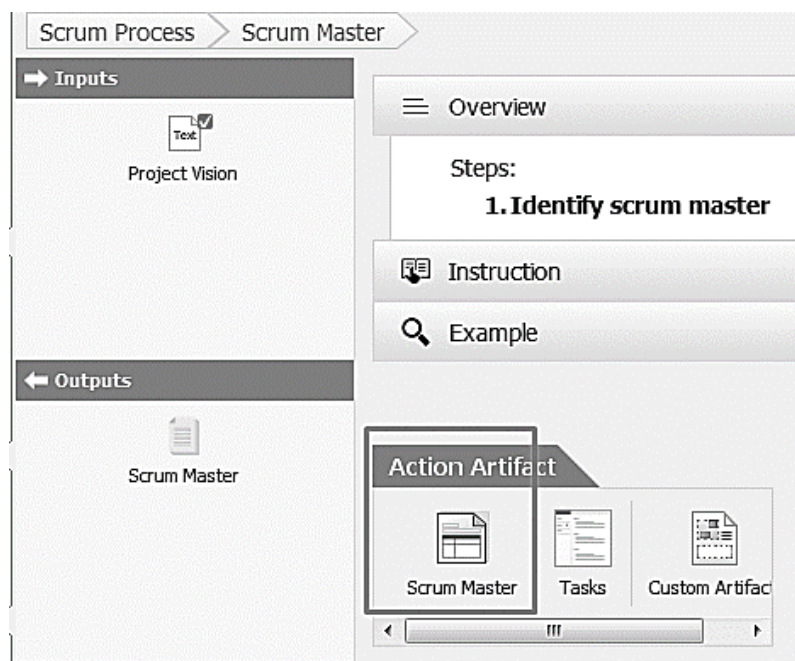 Scrum Process
Scrum Master
Inputs
Text
Project Vision
Outputs
Scrum Master
Overview
Steps:
1. Identify scrum master
Instruction
Example
Action Artifact
Scrum Master
Tasks
Custom Artifac